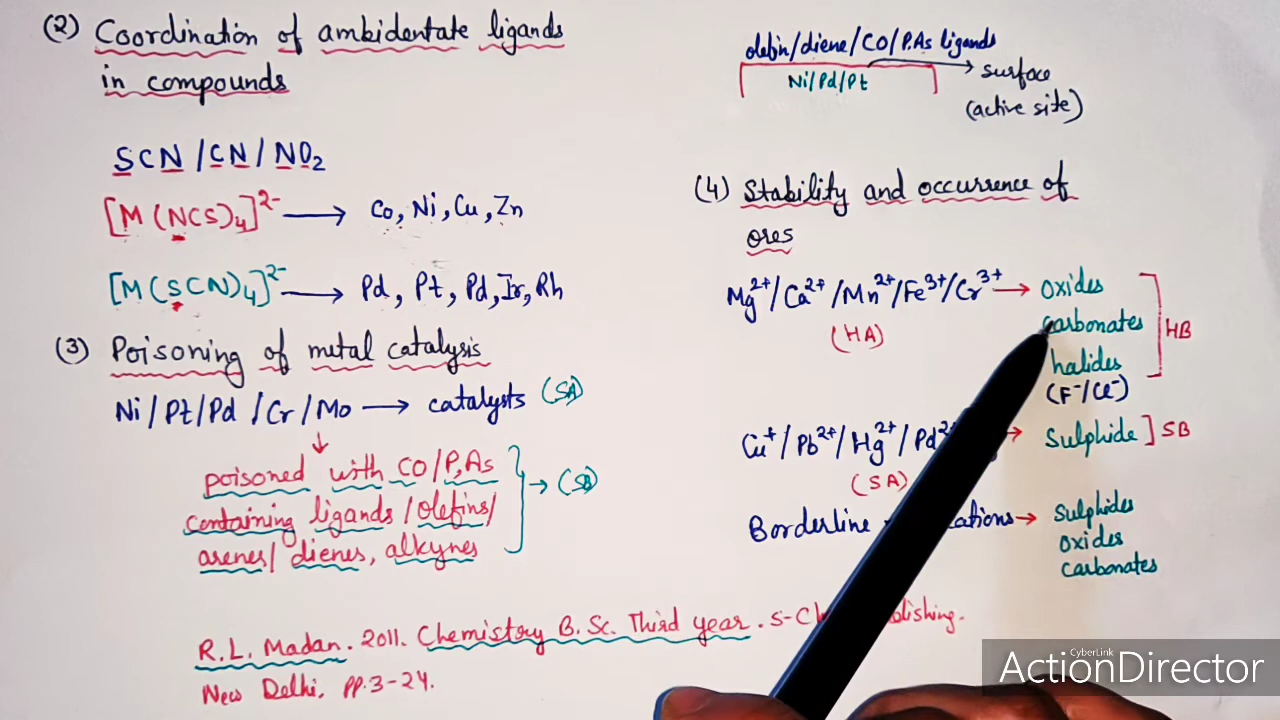 (2) Coordination of ambidentate ligands
in compounds
SCN / CN / NO₂
[M(NCS)₄]²⁻ → Co, Ni, Cu, Zn
[M(SCN)₄]²⁻ → Pd, Pt, Pd, Ir, Rh
(3) Poisoning of metal catalysis
Ni / Pt / Pd / Cr / Mo → catalysts (SA)
↓
poisoned with CO / P, As
containing ligands / olefins /
arenes / dienes, alkynes
→ (SB)
R.L. Madan. 2011. Chemistry B.Sc. Third year. S-Ch
New Delhi, pp.3-24.
olefin/diene/CO/P.As ligands
Ni/Pd/Pt
→ surface
(active site)
(4) Stability and occurrence of
ores
Mg²⁺/Ca²⁺/Mn²⁺/Fe³⁺/Cr³⁺ → oxides
(HA)
carbonates
HB
halides
(F⁻/Cl⁻)
Cu⁺/Pb²⁺/Hg²⁺/Pd²⁺ → Sulphide ] SB
(SA)
Borderline → Sulphides
oxides
carbonates
CyberLink
ActionDirector